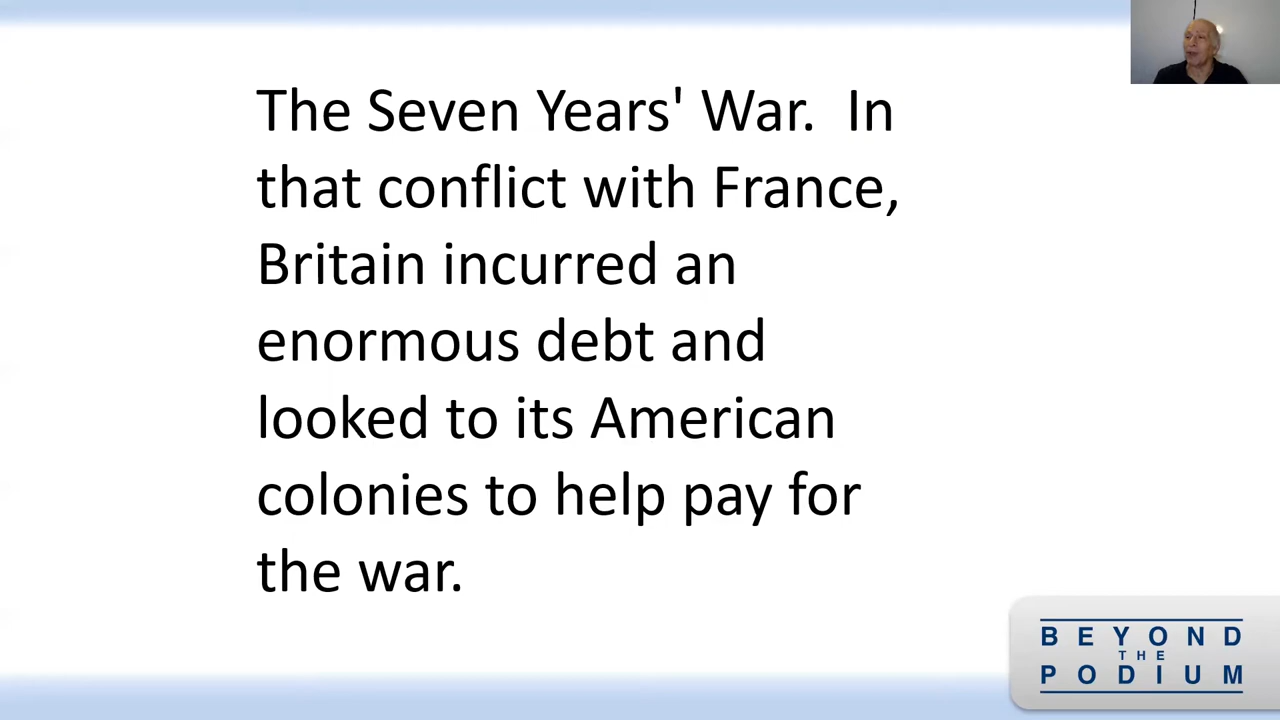 The Seven Years' War.  In
that conflict with France,
Britain incurred an
enormous debt and
looked to its American
colonies to help pay for
the war.
BEYOND
THE
PODIUM